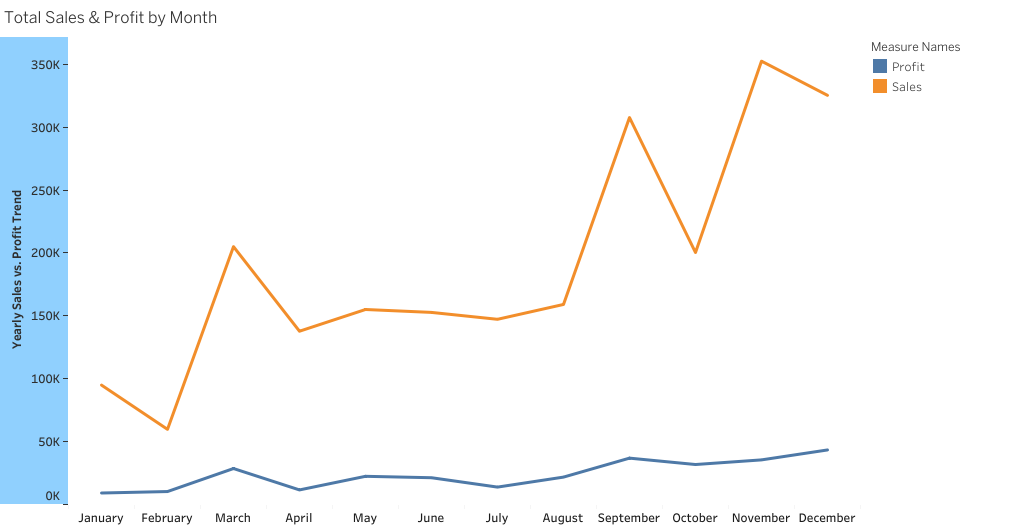 Total Sales & Profit by Month
Measure Names
Profit
Sales
Yearly Sales vs. Profit Trend
350K
300K
250K
200K
150K
100K
50K
0K
January February March April May June July August September October November December